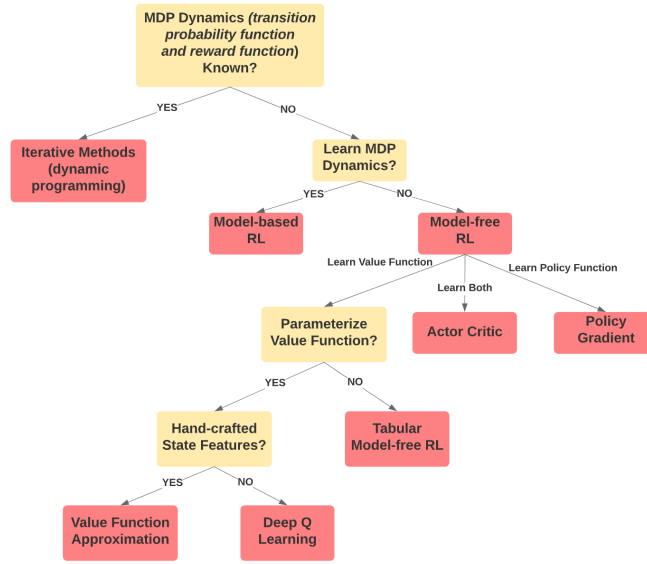 MDP Dynamics (transition
probability function
and reward function)
Known?
YES
NO
Iterative Methods
(dynamic
programming)
Learn MDP
Dynamics?
YES
NO
Model-based
RL
Model-free
RL
Learn Value Function
Learn Both
Learn Policy Function
Parameterize
Value Function?
Actor Critic
Policy
Gradient
YES
NO
Hand-crafted
State Features?
Tabular
Model-free RL
YES
NO
Value Function
Approximation
Deep Q
Learning